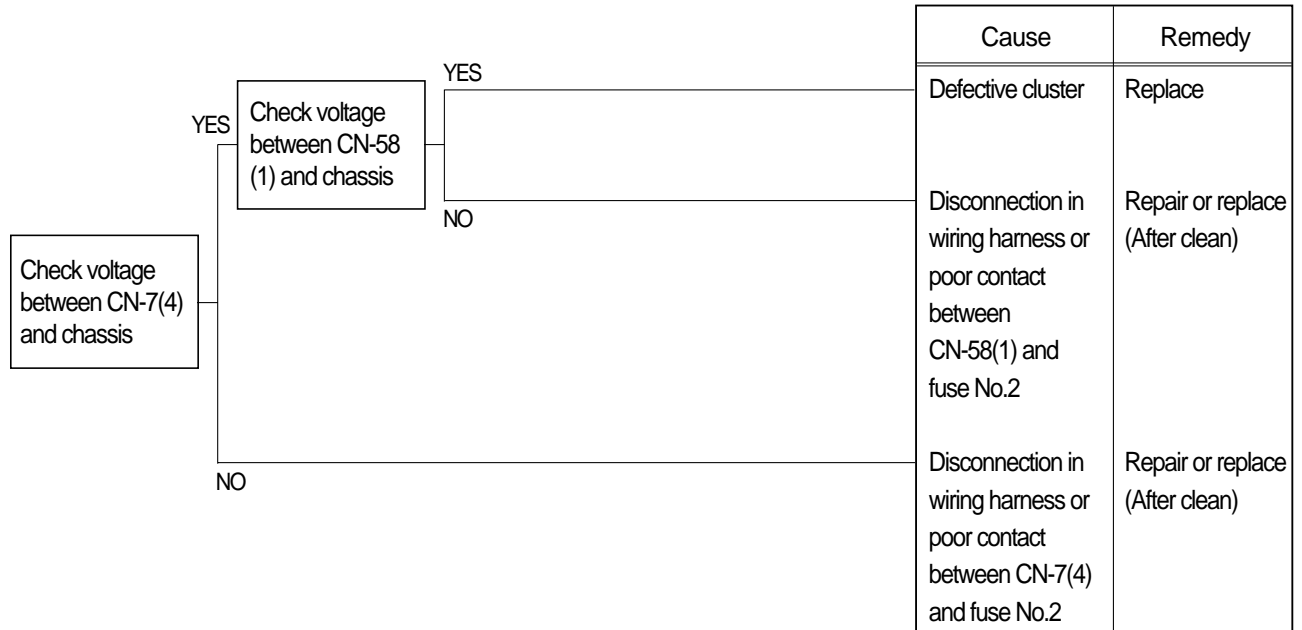 Cause
Remedy
YES
Defective cluster
Replace
YES
Check voltage
between CN-58
(1) and chassis
NO
Disconnection in
wiring harness or
poor contact
between
CN-58(1) and
fuse No.2
Repair or replace
(After clean)
Check voltage
between CN-7(4)
and chassis
NO
Disconnection in
wiring harness or
poor contact
between CN-7(4)
and fuse No.2
Repair or replace
(After clean)